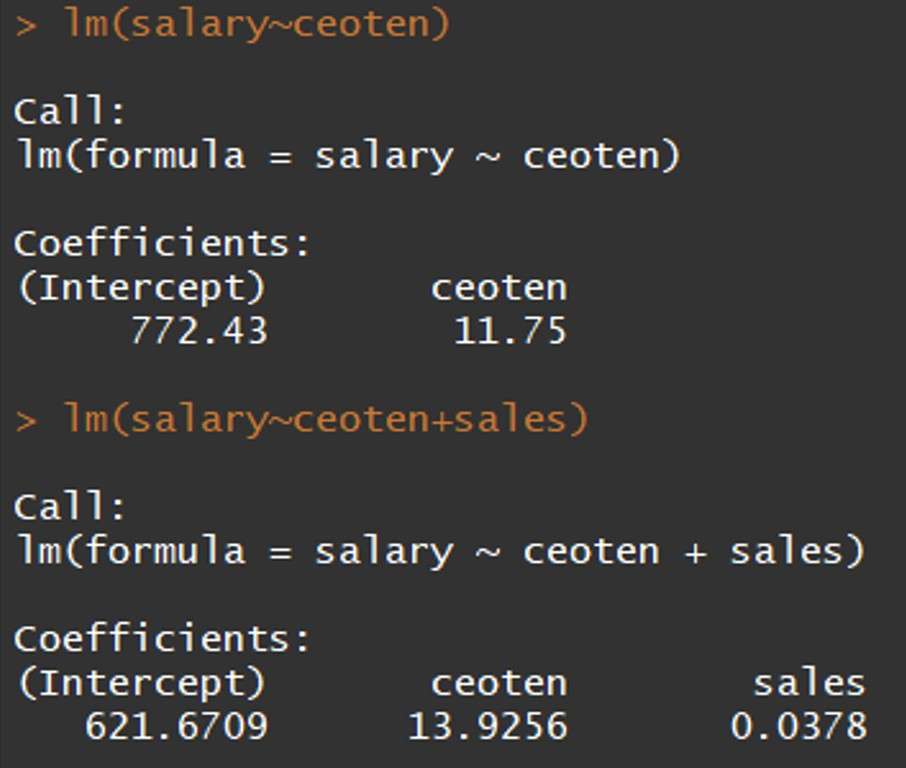 > lm(salary~ceoten)
Call:
lm(formula = salary ~ ceoten)
Coefficients:
(Intercept) ceoten
772.43 11.75
> lm(salary~ceoten+sales)
Call:
lm(formula = salary ~ ceoten + sales)
Coefficients:
(Intercept) ceoten sales
621.6709 13.9256 0.0378